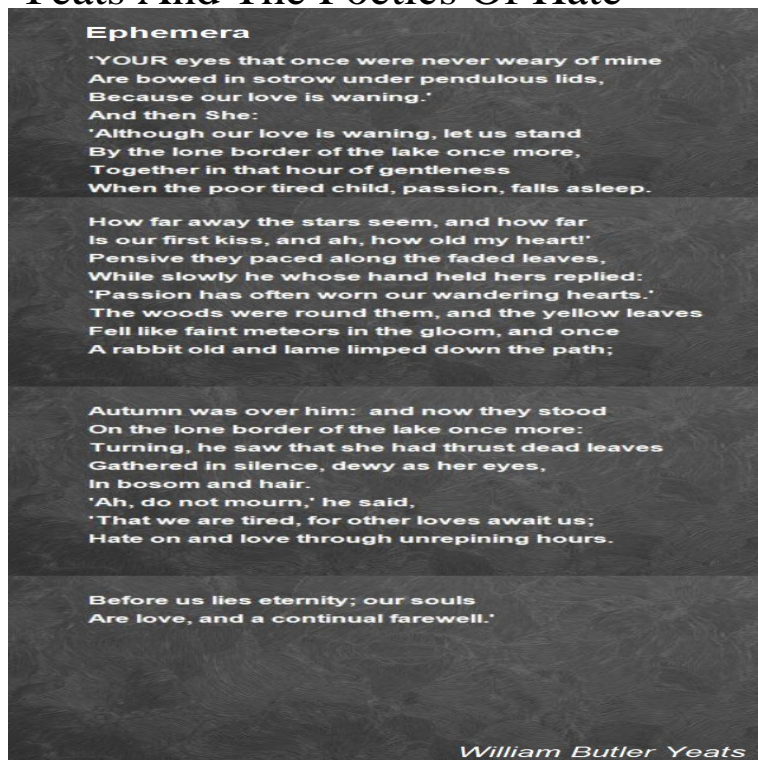 Yeats And The Poetics Of Hate
Ephemera
'YOUR eyes that once were never weary of mine
Are bowed in sotrow under pendulous lids,
Because our love is waning.'
And then She:
'Although our love is waning, let us stand
By the lone border of the lake once more,
Together in that hour of gentleness
When the poor tired child, passion, falls asleep.
How far away the stars seem, and how far
Is our first kiss, and ah, how old my heart!'
Pensive they paced along the faded leaves,
While slowly he whose hand held hers replied:
'Passion has often worn our wandering hearts.'
The woods were round them, and the yellow leaves
Fell like faint meteors in the gloom, and once
A rabbit old and lame limped down the path;
Autumn was over him: and now they stood
On the lone border of the lake once more:
Turning, he saw that she had thrust dead leaves
Gathered in silence, dewy as her eyes,
In bosom and hair.
'Ah, do not mourn,' he said,
'That we are tired, for other loves await us;
Hate on and love through unrepining hours.
Before us lies eternity; our souls
Are love, and a continual farewell.'
William Butler Yeats